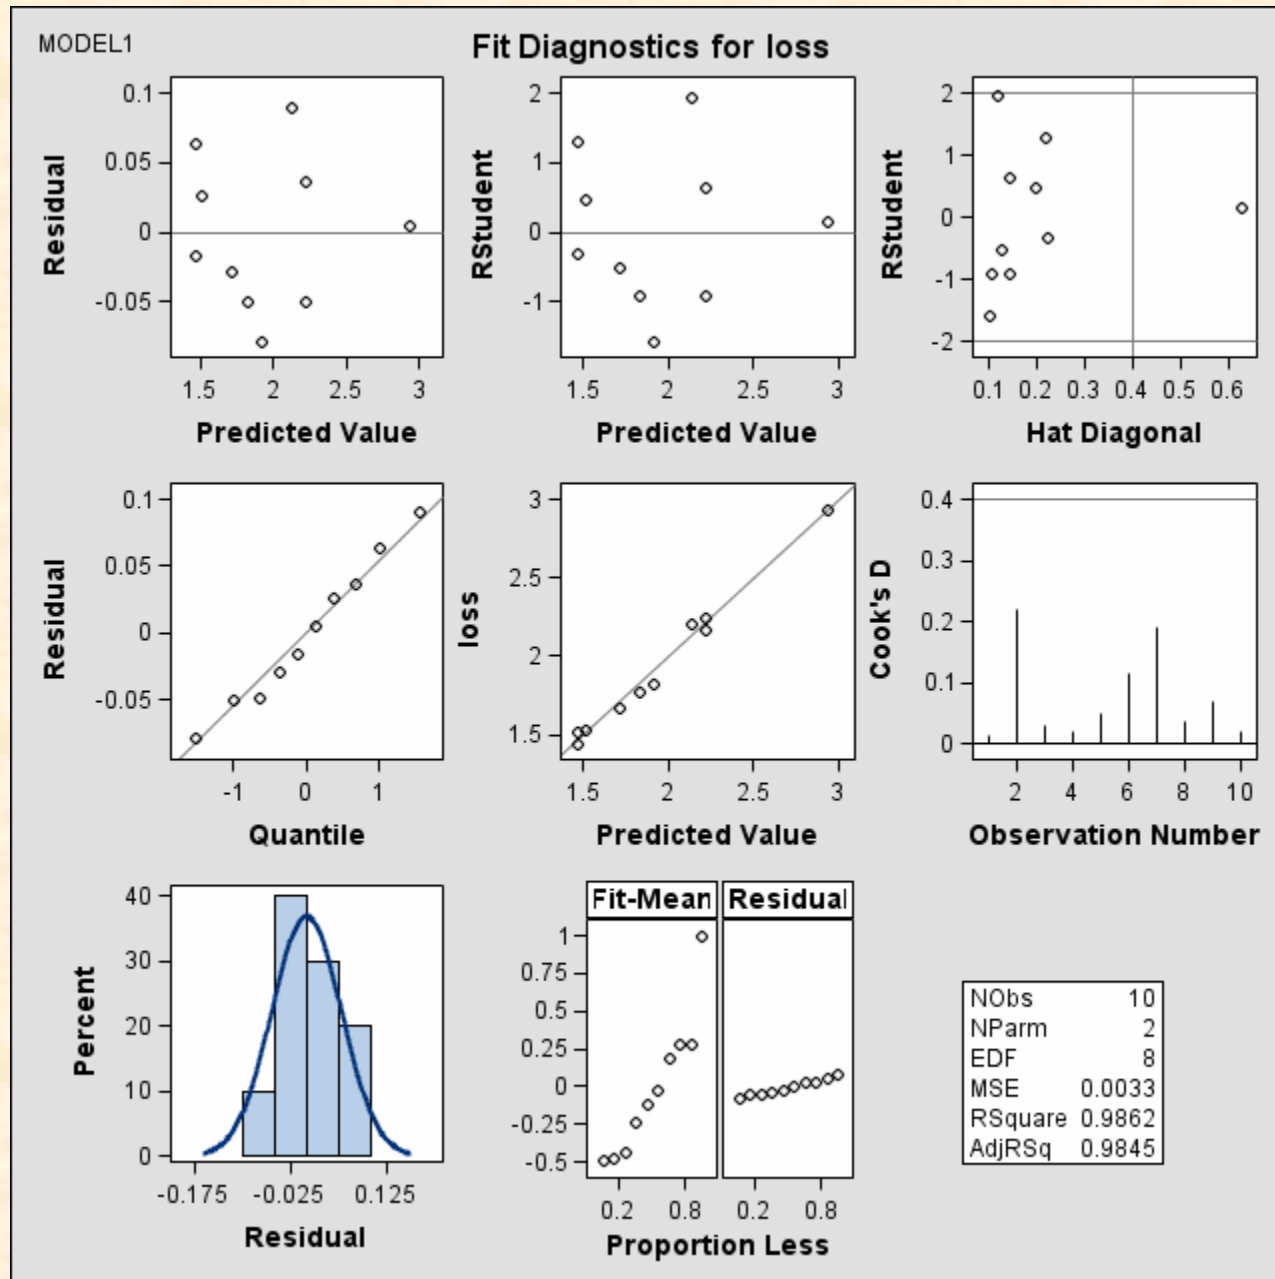 MODEL1
Fit Diagnostics for loss
Residual
0.1
0.05
0
-0.05
1.5 2 2.5 3
Predicted Value
RStudent
2
1
0
-1
1.5 2 2.5 3
Predicted Value
RStudent
2
1
0
-1
-2
0.1 0.2 0.3 0.4 0.5 0.6
Hat Diagonal
Residual
0.1
0.05
0
-0.05
-1 0 1
Quantile
loss
3
2.5
2
1.5
1.5 2 2.5 3
Predicted Value
Cook's D
0.4
0.3
0.2
0.1
0
2 4 6 8 10
Observation Number
Percent
40
30
20
10
0
-0.175 -0.025 0.125
Residual
Fit-Mean Residual
1
0.75
0.5
0.25
0
-0.25
-0.5
0.2 0.8 0.2 0.8
Proportion Less
NObs 10
NParm 2
EDF 8
MSE 0.0033
RSquare 0.9862
AdjRSq 0.9845